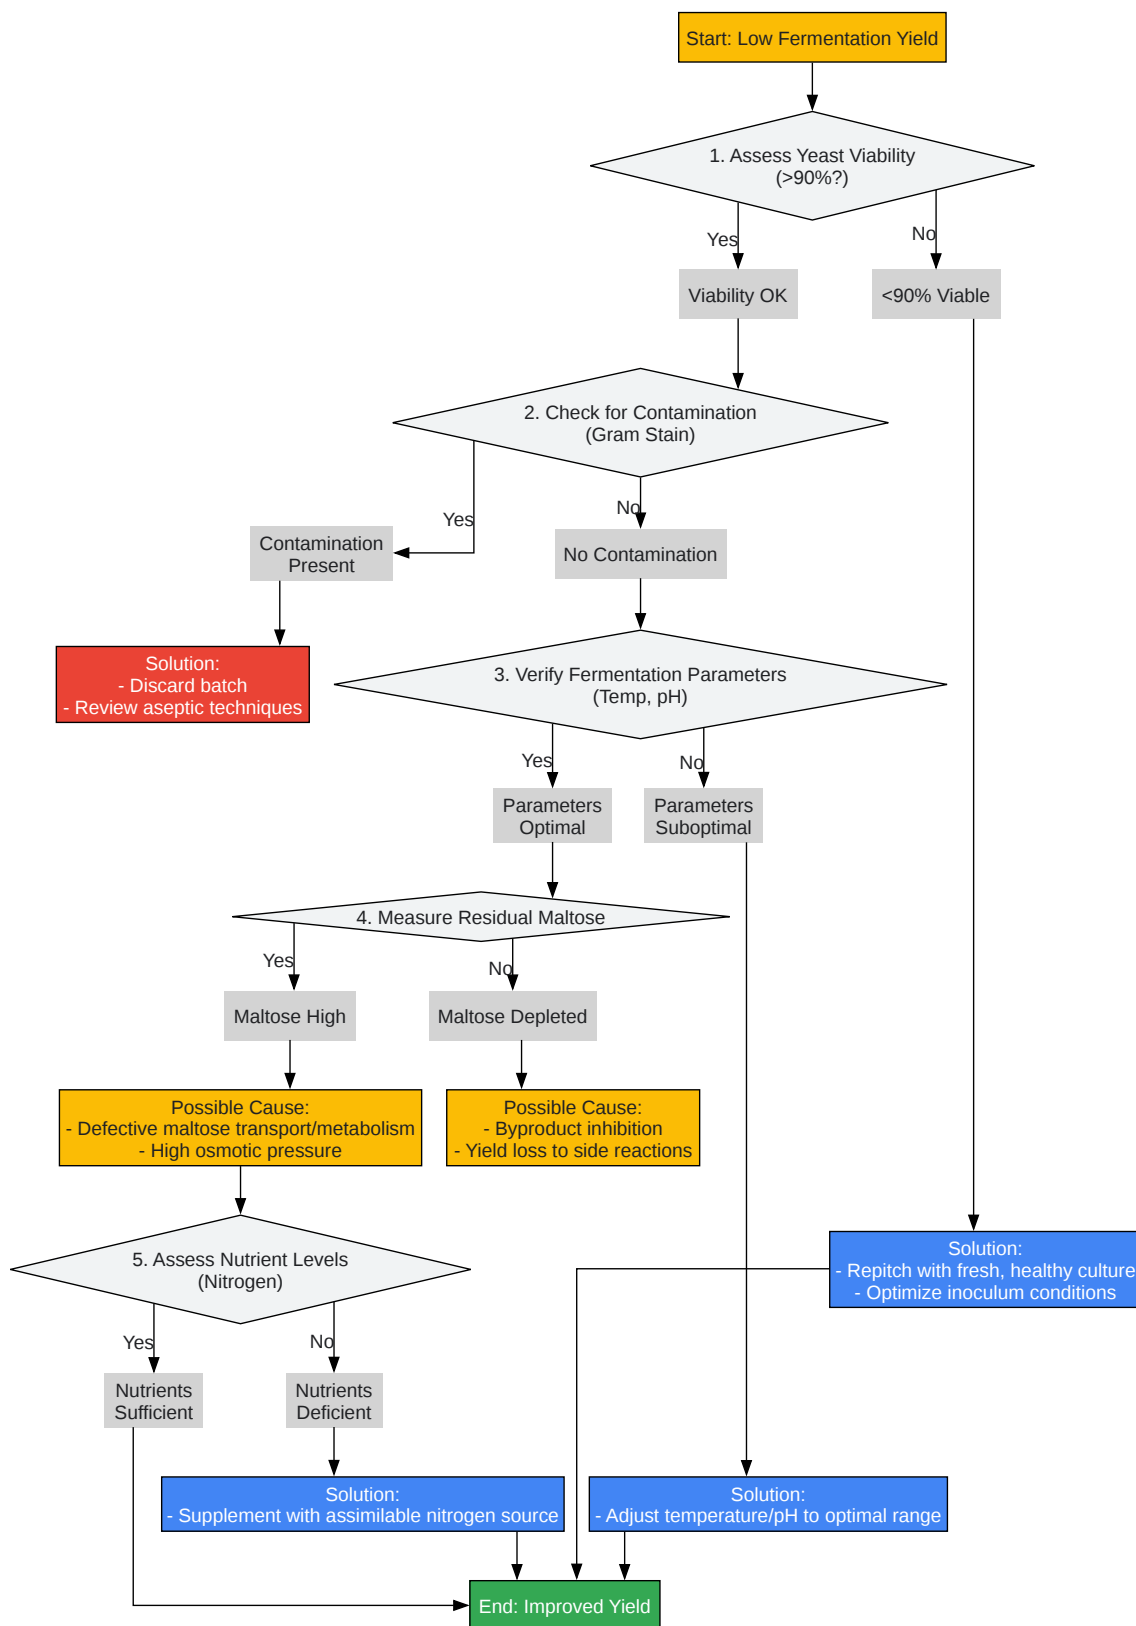 Start: Low Fermentation Yield
1. Assess Yeast Viability
(>90%?)
Yes
No
Viability OK
<90% Viable
2. Check for Contamination
(Gram Stain)
Yes
No
Contamination
Present
No Contamination
Solution:
- Discard batch
- Review aseptic techniques
3. Verify Fermentation Parameters
(Temp, pH)
Yes
No
Parameters
Optimal
Parameters
Suboptimal
4. Measure Residual Maltose
Yes
No
Maltose High
Maltose Depleted
Possible Cause:
- Defective maltose transport/metabolism
- High osmotic pressure
Possible Cause:
- Byproduct inhibition
- Yield loss to side reactions
5. Assess Nutrient Levels
(Nitrogen)
Solution:
- Repitch with fresh, healthy culture
- Optimize inoculum conditions
Yes
No
Nutrients
Sufficient
Nutrients
Deficient
Solution:
- Supplement with assimilable nitrogen source
Solution:
- Adjust temperature/pH to optimal range
End: Improved Yield